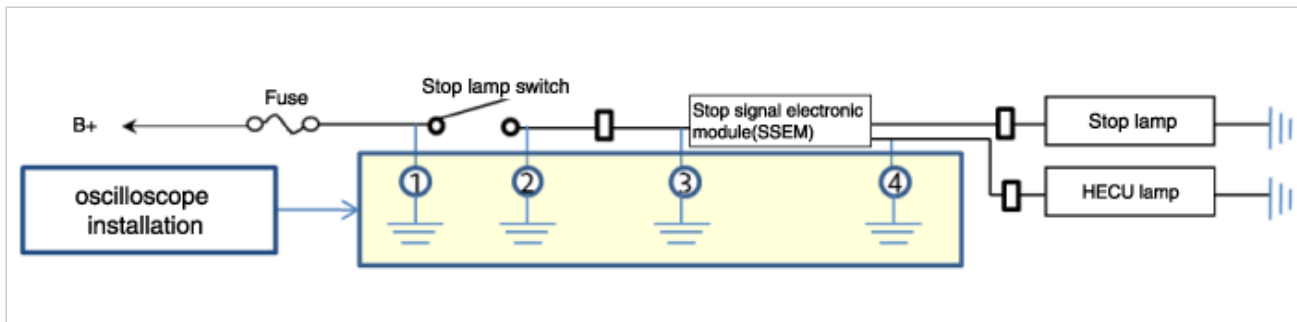 Stop lamp switch
Fuse
B+
Stop signal electronic
module(SSEM)
Stop lamp
HECU lamp
oscilloscope
installation
1
2
3
4